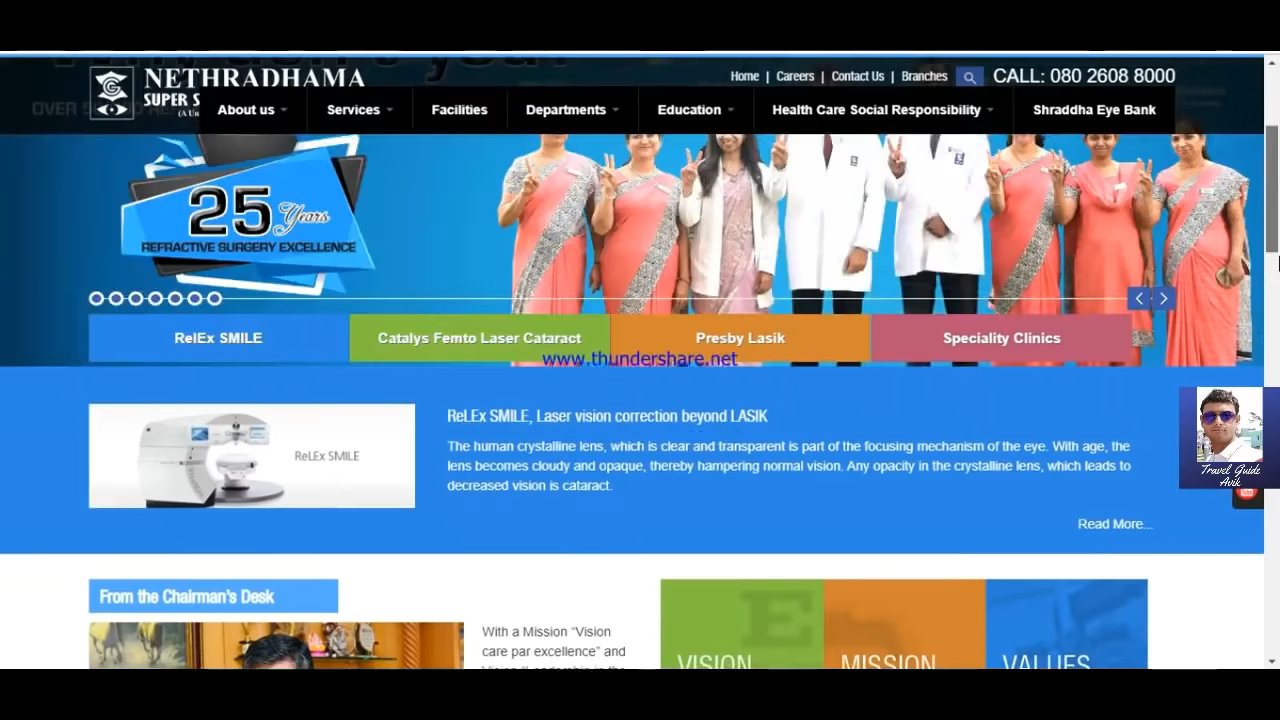 NETHRADHAMA
SUPER S
(A Un
Home | Careers | Contact Us | Branches
CALL: 080 2608 8000
About us
Services
Facilities
Departments
Education
Health Care Social Responsibility
Shraddha Eye Bank
25 Years
REFRACTIVE SURGERY EXCELLENCE
RelEx SMILE
Catalys Femto Laser Cataract
Presby Lasik
Speciality Clinics
www.thundershare.net
ReLEx SMILE
ReLEx SMILE, Laser vision correction beyond LASIK
The human crystalline lens, which is clear and transparent is part of the focusing mechanism of the eye. With age, the
lens becomes cloudy and opaque, thereby hampering normal vision. Any opacity in the crystalline lens, which leads to
decreased vision is cataract.
Read More...
Travel Guide
Avik
From the Chairman's Desk
With a Mission "Vision
care par excellence" and
E
VISION
MISSION
VALUES